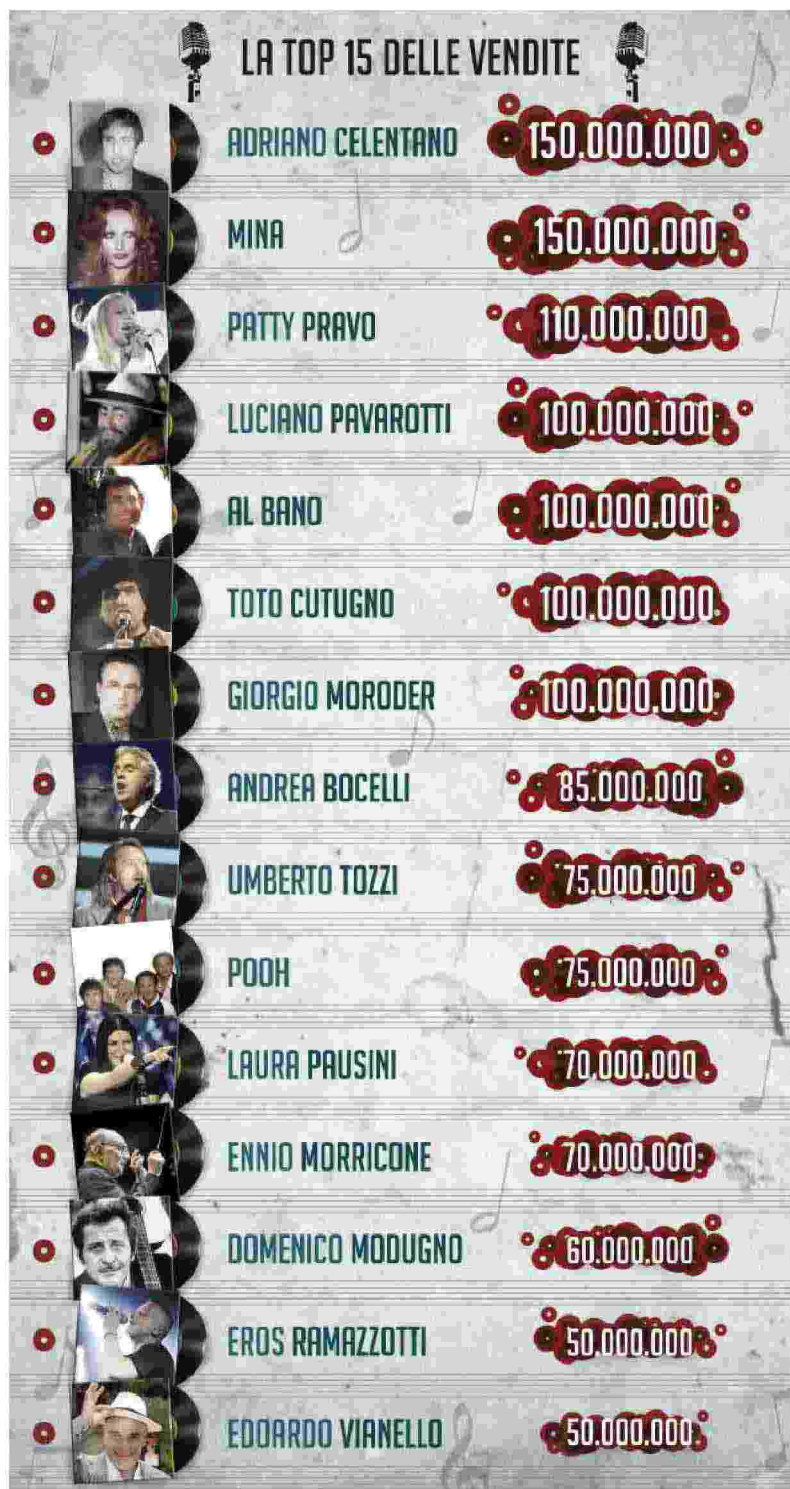 LA TOP 15 DELLE VENDITE
ADRIANO CELENTANO 150.000.000
MINA 150.000.000
PATTY PRAVO 110.000.000
LUCIANO PAVAROTTI 100.000.000
AL BANO 100.000.000
TOTO CUTUGNO 100.000.000
GIORGIO MORODER 100.000.000
ANDREA BOCELLI 85.000.000
UMBERTO TOZZI 75.000.000
POOH 75.000.000
LAURA PAUSINI 70.000.000
ENNIO MORRICONE 70.000.000
DOMENICO MODUGNO 60.000.000
EROS RAMAZZOTTI 50.000.000
EDOARDO VIANELLO 50.000.000